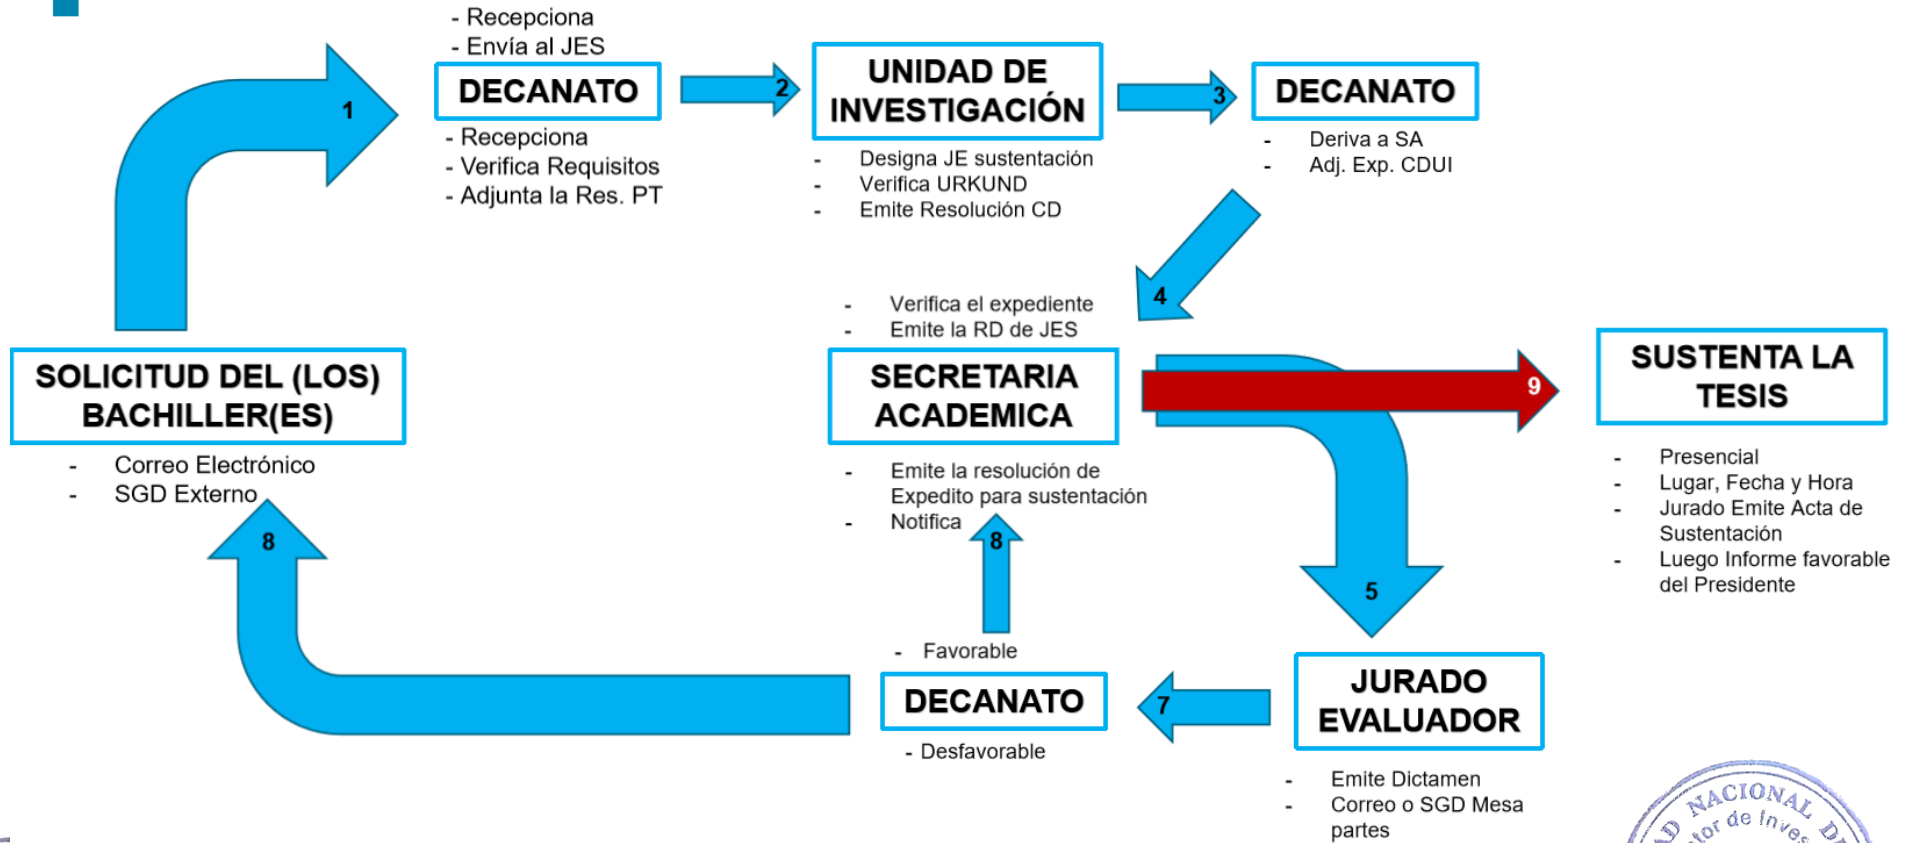 - Recepciona
- Envía al JES
DECANATO
- Recepciona
- Verifica Requisitos
- Adjunta la Res. PT
1
2
UNIDAD DE
INVESTIGACIÓN
- Designa JE sustentación
- Verifica URKUND
- Emite Resolución CD
3
DECANATO
- Deriva a SA
- Adj. Exp. CDUI
4
- Verifica el expediente
- Emite la RD de JES
SECRETARIA
ACADEMICA
- Emite la resolución de
Expedito para sustentación
- Notifica
SOLICITUD DEL (LOS)
BACHILLER(ES)
- Correo Electrónico
- SGD Externo
9
SUSTENTA LA
TESIS
- Presencial
- Lugar, Fecha y Hora
- Jurado Emite Acta de
Sustentación
- Luego Informe favorable
del Presidente
5
JURADO
EVALUADOR
- Emite Dictamen
- Correo o SGD Mesa
partes
7
- Favorable
DECANATO
- Desfavorable
8
8
NACIONAL
de